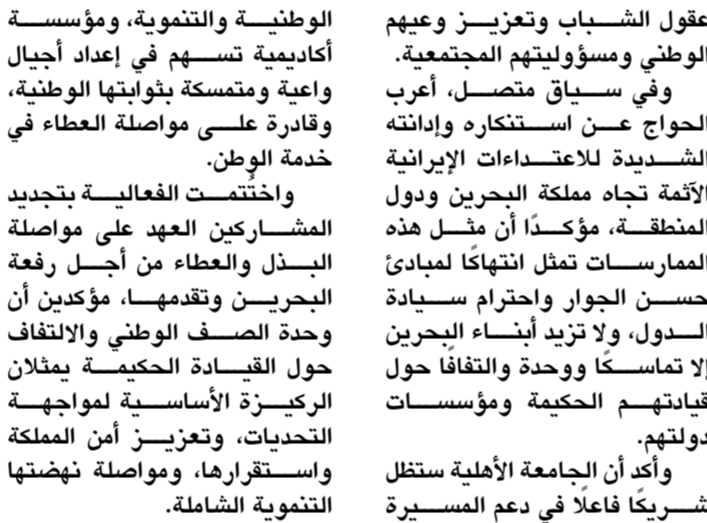 عقول الشباب وتعزيز وعيهم
الوطني ومسؤوليتهم المجتمعية.
وفي سياق متصل، أعرب
الحواج عن استنكاره وإدانته
الشديدة للاعتداءات الإيرانية
الآثمة تجاه مملكة البحرين ودول
المنطقة، مؤكدًا أن مثل هذه
الممارسات تمثل انتهاكًا لمبادئ
حسن الجوار واحترام سيادة
الدول، ولا تزيد أبناء البحرين
إلا تماسكًا ووحدة والتفافًا حول
قيادتهم الحكيمة ومؤسسات
دولتهم.
وأكد أن الجامعة الأهلية ستظل
شريكًا فاعلًا في دعم المسيرة
الوطنية والتنموية، ومؤسسة
أكاديمية تسهم في إعداد أجيال
واعية ومتمسكة بثوابتها الوطنية،
وقادرة على مواصلة العطاء في
خدمة الوطن.
واختُتمت الفعالية بتجديد
المشاركين العهد على مواصلة
البذل والعطاء من أجل رفعة
البحرين وتقدمها، مؤكدين أن
وحدة الصف الوطني والالتفاف
حول القيادة الحكيمة يمثلان
الركيزة الأساسية لمواجهة
التحديات، وتعزيز أمن المملكة
واستقرارها، ومواصلة نهضتها
التنموية الشاملة.